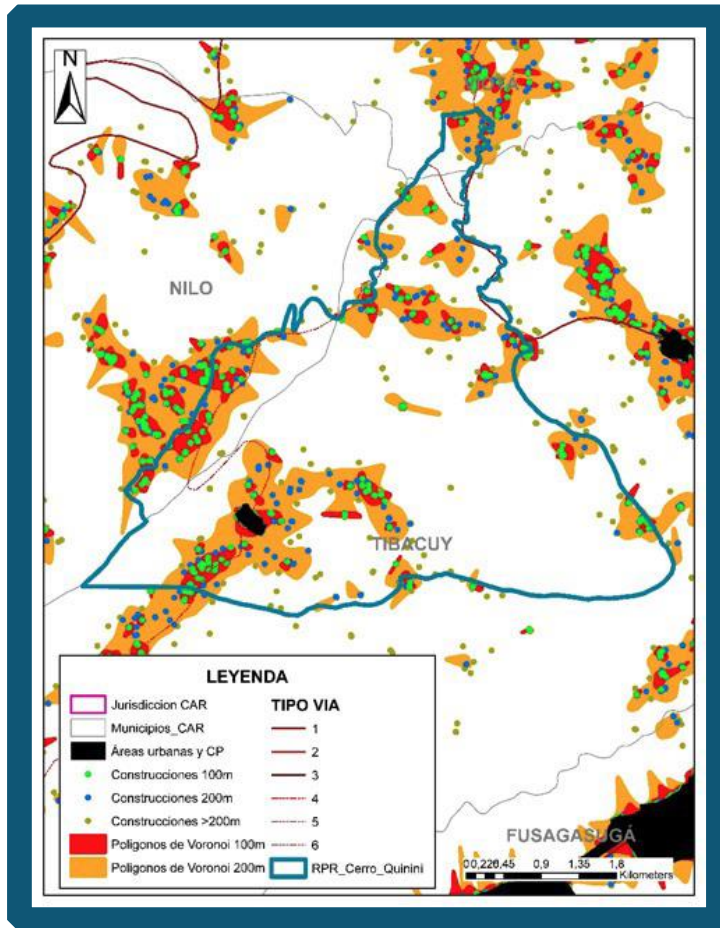 N
VIOTÁ
NILO
TIBACUY
FUSAGASUGÁ
LEYENDA
Jurisdiccion CAR
Municipios_CAR
Áreas urbanas y CP
Construcciones 100m
Construcciones 200m
Construcciones >200m
Poligonos de Voronoi 100m
Poligonos de Voronoi 200m
TIPO VIA
1
2
3
4
5
6
RPR_Cerro_Quinini
0,9 1,35 1,8
Kilometers